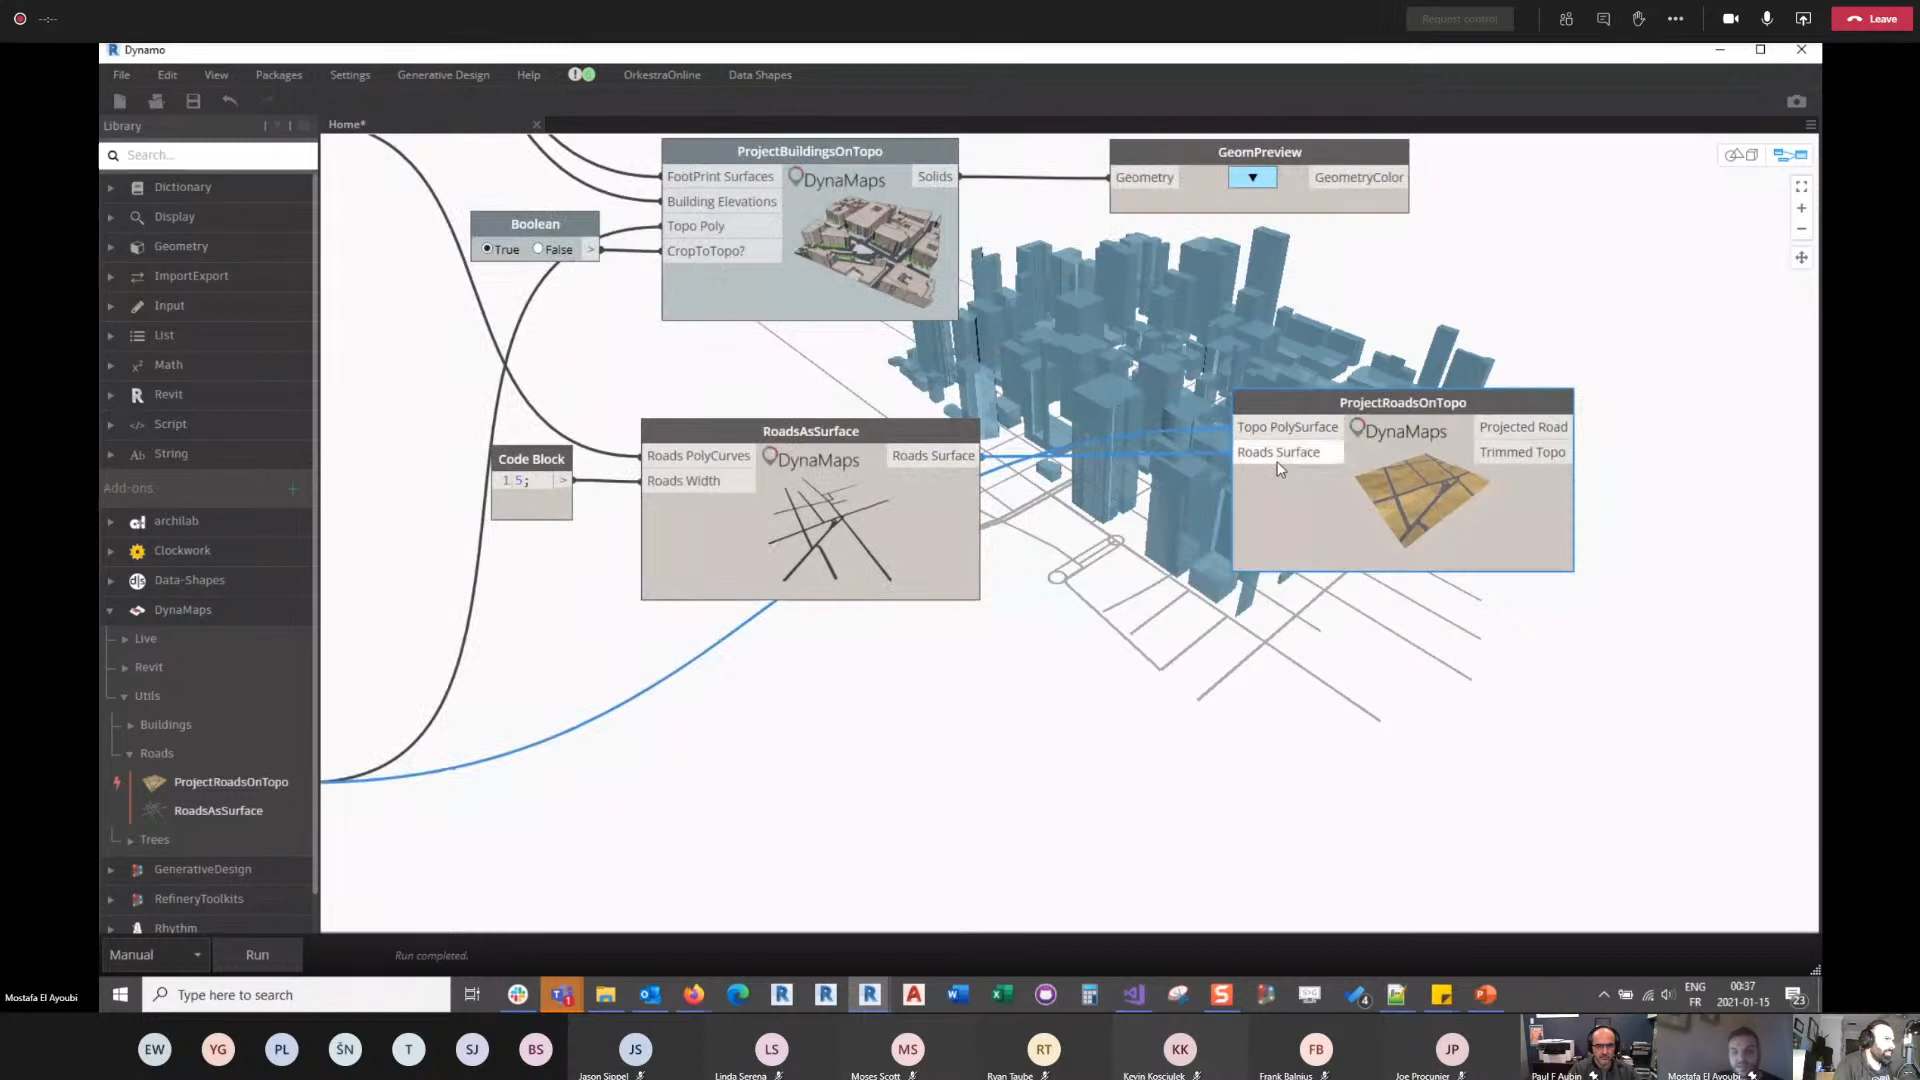 --:--
Request control
Leave
R Dynamo
File Edit View Packages Settings Generative Design Help OrkestraOnline Data Shapes
Library
Home*
Search...
Dictionary
Display
Geometry
ImportExport
Input
List
Math
Revit
Script
String
Add-ons
archilab
Clockwork
Data-Shapes
DynaMaps
Live
Revit
Utils
Buildings
Roads
ProjectRoadsOnTopo
RoadsAsSurface
Trees
GenerativeDesign
RefineryToolkits
Rhythm
ProjectBuildingsOnTopo
FootPrint Surfaces
Building Elevations
Topo Poly
CropToTopo?
DynaMaps
Solids
GeomPreview
Geometry
GeometryColor
Boolean
True False >
Code Block
1 5; >
RoadsAsSurface
Roads PolyCurves
Roads Width
DynaMaps
Roads Surface
ProjectRoadsOnTopo
Topo PolySurface
Roads Surface
DynaMaps
Projected Road
Trimmed Topo
Manual
Run
Run completed.
Mostafa El Ayoubi
Type here to search
ENG
FR
00:37
2021-01-15
23
EW YG PL ŠN T SJ BS JS LS MS RT KK FB JP
Jason Sippel
Linda Serena
Moses Scott
Ryan Taube
Kevin Kosciulek
Frank Balnius
Joe Procunier
Paul F Aubin
Mostafa El Ayoubi